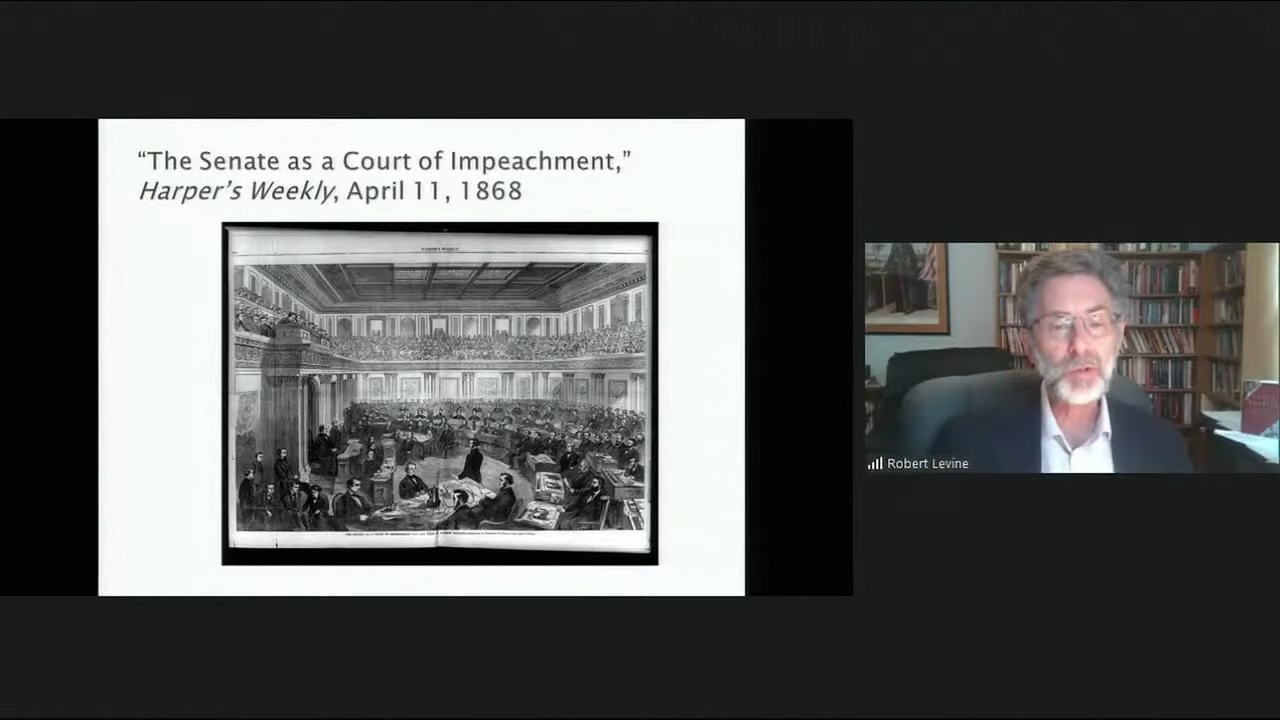 “The Senate as a Court of Impeachment,”
Harper’s Weekly, April 11, 1868
HARPER'S WEEKLY.
Robert Levine